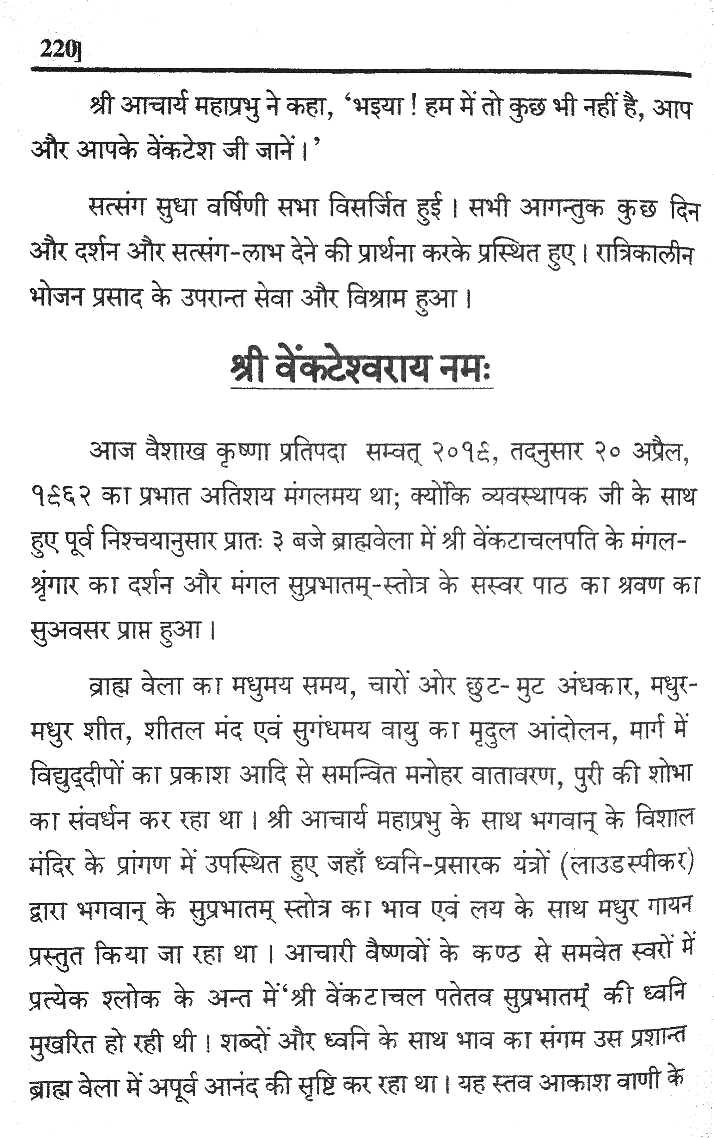 220]
श्री आचार्य महाप्रभु ने कहा, ‘भइया ! हम में तो कुछ भी नहीं है, आप
और आपके वेंकटेश जी जानें।’
सत्संग सुधा वर्षिणी सभा विसर्जित हुई। सभी आगन्तुक कुछ दिन
और दर्शन और सत्संग-लाभ देने की प्रार्थना करके प्रस्थित हुए। रात्रिकालीन
भोजन प्रसाद के उपरान्त सेवा और विश्राम हुआ।
श्री वेंकटेश्वराय नमः
आज वैशाख कृष्णा प्रतिपदा सम्वत् २०१९, तदनुसार २० अप्रैल,
१९६२ का प्रभात अतिशय मंगलमय था; क्योंकि व्यवस्थापक जी के साथ
हुए पूर्व निश्चयानुसार प्रातः ३ बजे ब्राह्मवेला में श्री वेंकटाचलपति के मंगल-
श्रृंगार का दर्शन और मंगल सुप्रभातम्-स्तोत्र के सस्वर पाठ का श्रवण का
सुअवसर प्राप्त हुआ।
ब्राह्म वेला का मधुमय समय, चारों ओर छुट- मुट अंधकार, मधुर-
मधुर शीत, शीतल मंद एवं सुगंधमय वायु का मृदुल आंदोलन, मार्ग में
विद्युद्दीपों का प्रकाश आदि से समन्वित मनोहर वातावरण, पुरी की शोभा
का संवर्धन कर रहा था। श्री आचार्य महाप्रभु के साथ भगवान् के विशाल
मंदिर के प्रांगण में उपस्थित हुए जहाँ ध्वनि-प्रसारक यंत्रों (लाउडस्पीकर)
द्वारा भगवान् के सुप्रभातम् स्तोत्र का भाव एवं लय के साथ मधुर गायन
प्रस्तुत किया जा रहा था। आचारी वैष्णवों के कण्ठ से समवेत स्वरों में
प्रत्येक श्लोक के अन्त में ‘श्री वेंकटाचल पतेतव सुप्रभातम्’ की ध्वनि
मुखरित हो रही थी। शब्दों और ध्वनि के साथ भाव का संगम उस प्रशान्त
ब्राह्म वेला में अपूर्व आनंद की सृष्टि कर रहा था। यह स्तव आकाश वाणी के